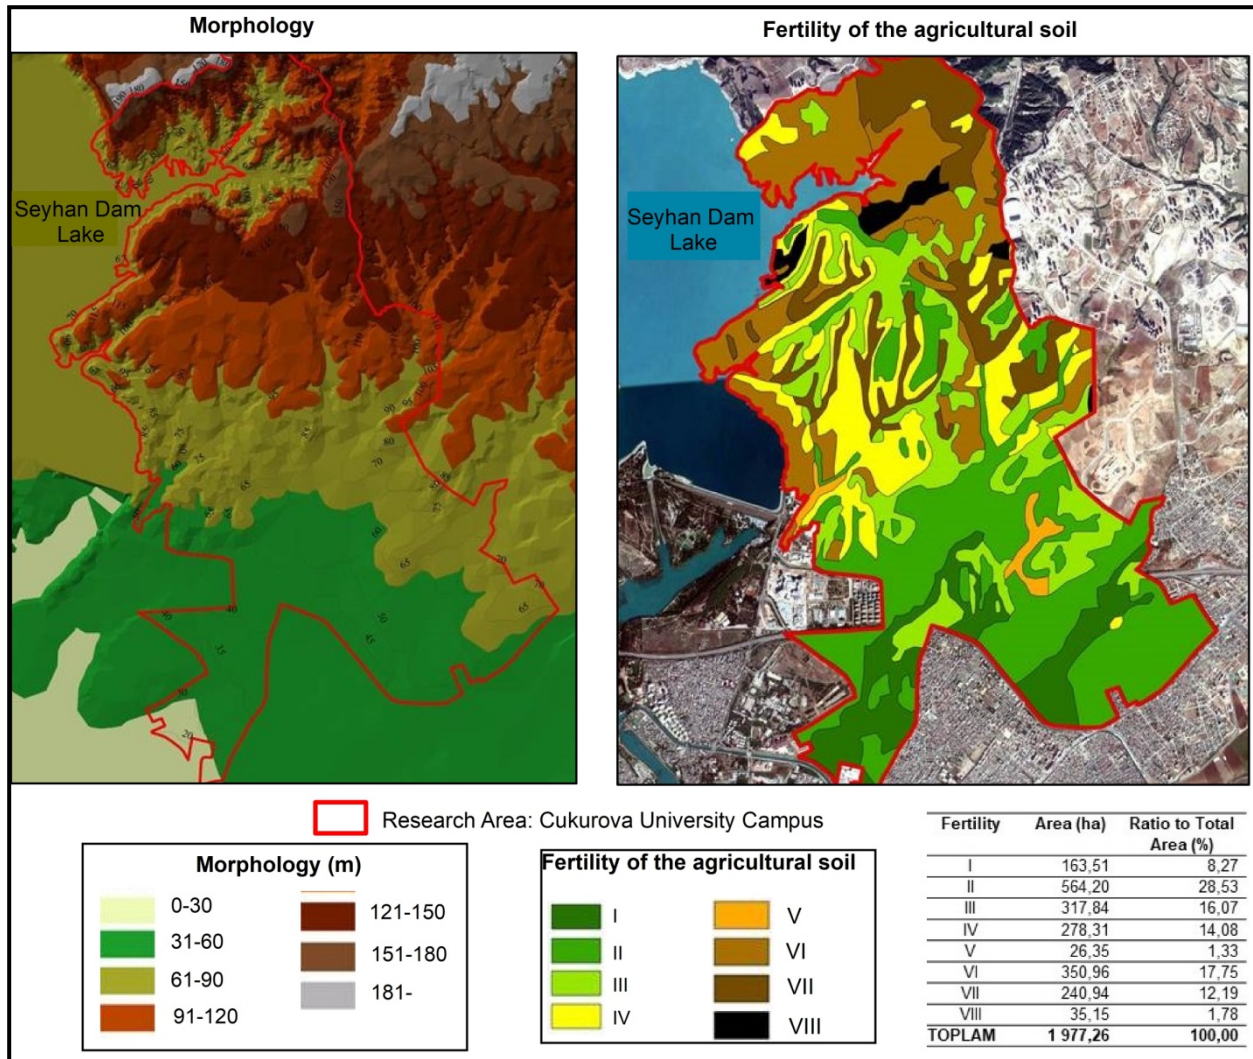 Morphology
Fertility of the agricultural soil
Seyhan Dam
Lake
Seyhan Dam
Lake
Research Area: Cukurova University Campus
Morphology (m)
0-30
31-60
61-90
91-120
121-150
151-180
181-
Fertility of the agricultural soil
I
II
III
IV
V
VI
VII
VIII
Fertility Area (ha) Ratio to Total
Area (%)
I 163,51 8,27
II 564,20 28,53
III 317,84 16,07
IV 278,31 14,08
V 26,35 1,33
VI 350,96 17,75
VII 240,94 12,19
VIII 35,15 1,78
TOPLAM 1 977,26 100,00